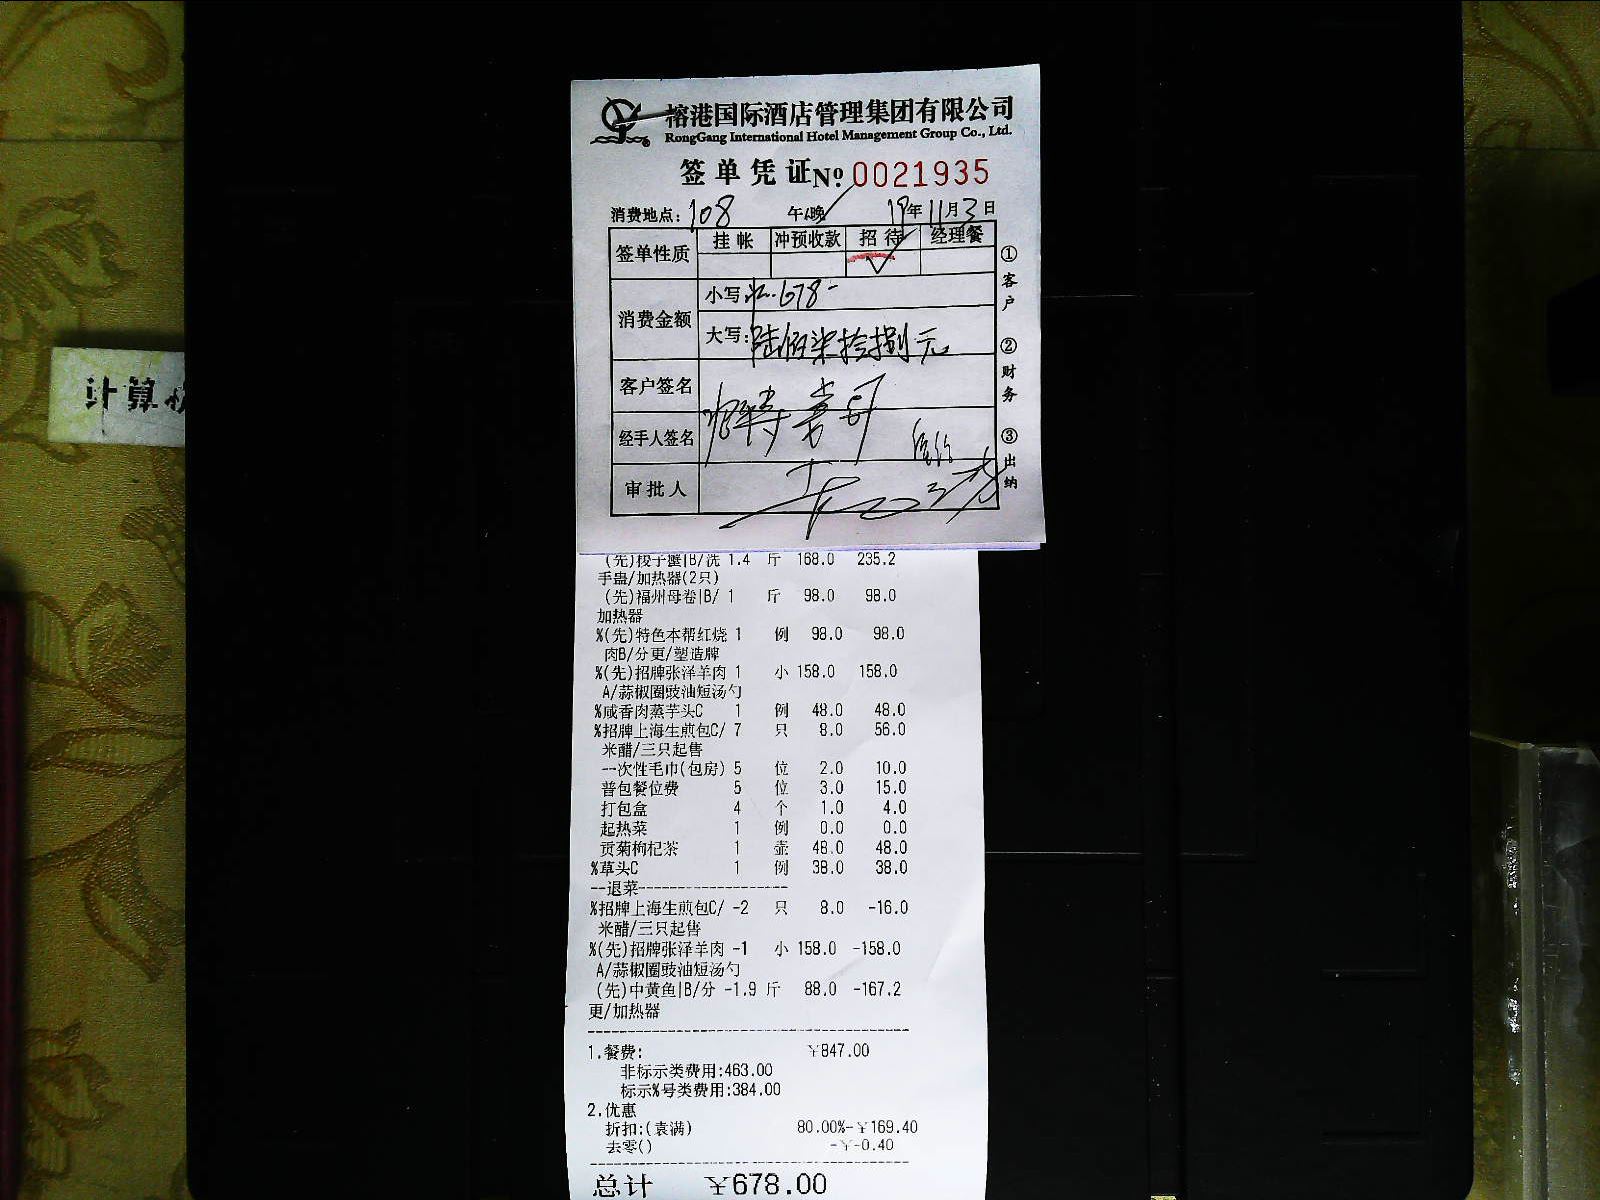 榕港国际酒店管理集团有限公司
RongGang International Hotel Management Group Co., Ltd.
签单凭证 № 0021935
消费地点: 108 午/晚 19年11月3日
签单性质 挂帐 冲预收款 招待 经理餐
消费金额
小写 678-
大写: 陆佰柒拾捌元
客户签名
经手人签名
审批人
①客户 ②财务 ③出纳
计算
(先)梭子蟹|B/洗 1.4 斤 168.0 235.2
手盅/加热器(2只)
(先)福州母卷|B/ 1 斤 98.0 98.0
加热器
%(先)特色本帮红烧 1 例 98.0 98.0
肉B/分更/塑造牌
%(先)招牌张泽羊肉 1 小 158.0 158.0
A/蒜椒圈豉油短汤勺
%咸香肉蒸芋头C 1 例 48.0 48.0
%招牌上海生煎包C/ 7 只 8.0 56.0
米醋/三只起售
一次性毛巾(包房) 5 位 2.0 10.0
普包餐位费 5 位 3.0 15.0
打包盒 4 个 1.0 4.0
起热菜 1 例 0.0 0.0
贡菊枸杞茶 1 壶 48.0 48.0
%草头C 1 例 38.0 38.0
--退菜-------------------
%招牌上海生煎包C/ -2 只 8.0 -16.0
米醋/三只起售
%(先)招牌张泽羊肉 -1 小 158.0 -158.0
A/蒜椒圈豉油短汤勺
(先)中黄鱼|B/分 -1.9 斤 88.0 -167.2
更/加热器
1.餐费: ¥847.00
非标示类费用:463.00
标示%号类费用:384.00
2.优惠
折扣:(袁满) 80.00%-¥169.40
去零() -¥-0.40
总计 ¥678.00